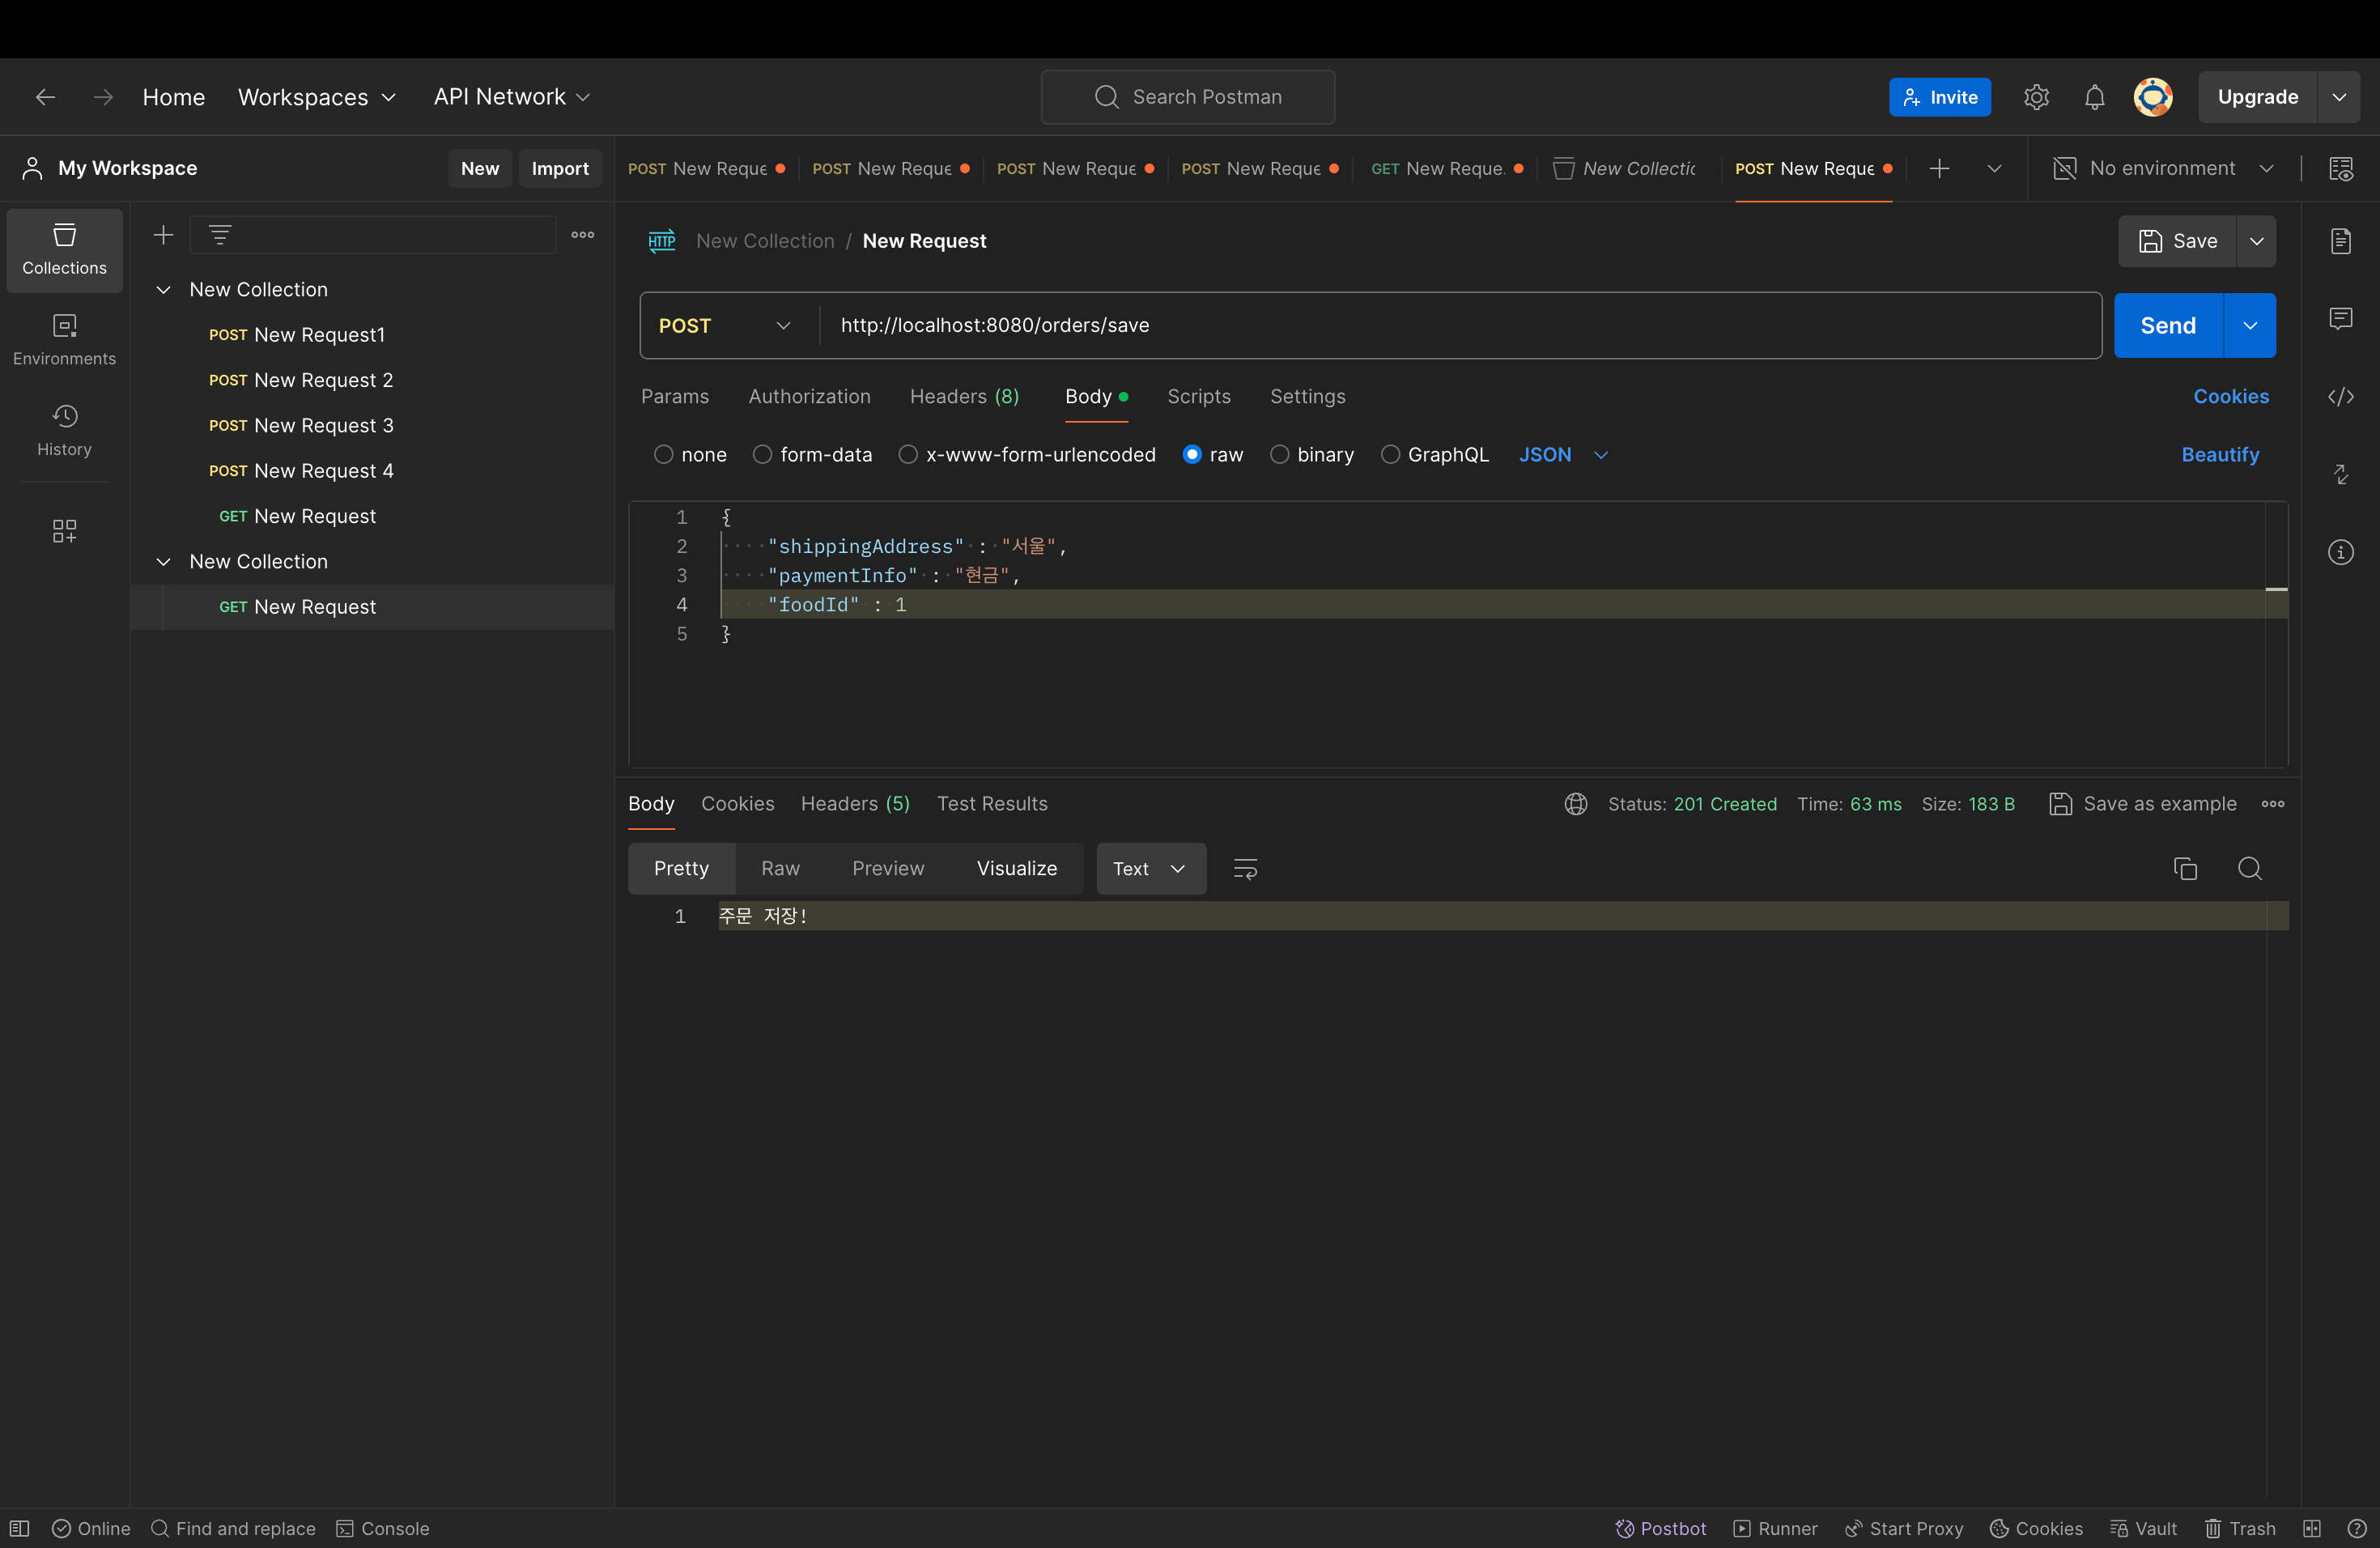 Home Workspaces API Network Search Postman Invite Upgrade
My Workspace New Import
POST New Reque POST New Reque POST New Reque POST New Reque GET New Reque. New Collectic POST New Reque No environment
Collections
Environments
History
New Collection
POST New Request1
POST New Request 2
POST New Request 3
POST New Request 4
GET New Request
New Collection
GET New Request
HTTP New Collection / New Request Save
POST http://localhost:8080/orders/save Send
Params Authorization Headers (8) Body Scripts Settings Cookies
none form-data x-www-form-urlencoded raw binary GraphQL JSON Beautify
1 {
2 "shippingAddress" : "서울",
3 "paymentInfo" : "현금",
4 "foodId" : 1
5 }
Body Cookies Headers (5) Test Results Status: 201 Created Time: 63 ms Size: 183 B Save as example
Pretty Raw Preview Visualize Text
1 주문 저장!
Online Find and replace Console Postbot Runner Start Proxy Cookies Vault Trash